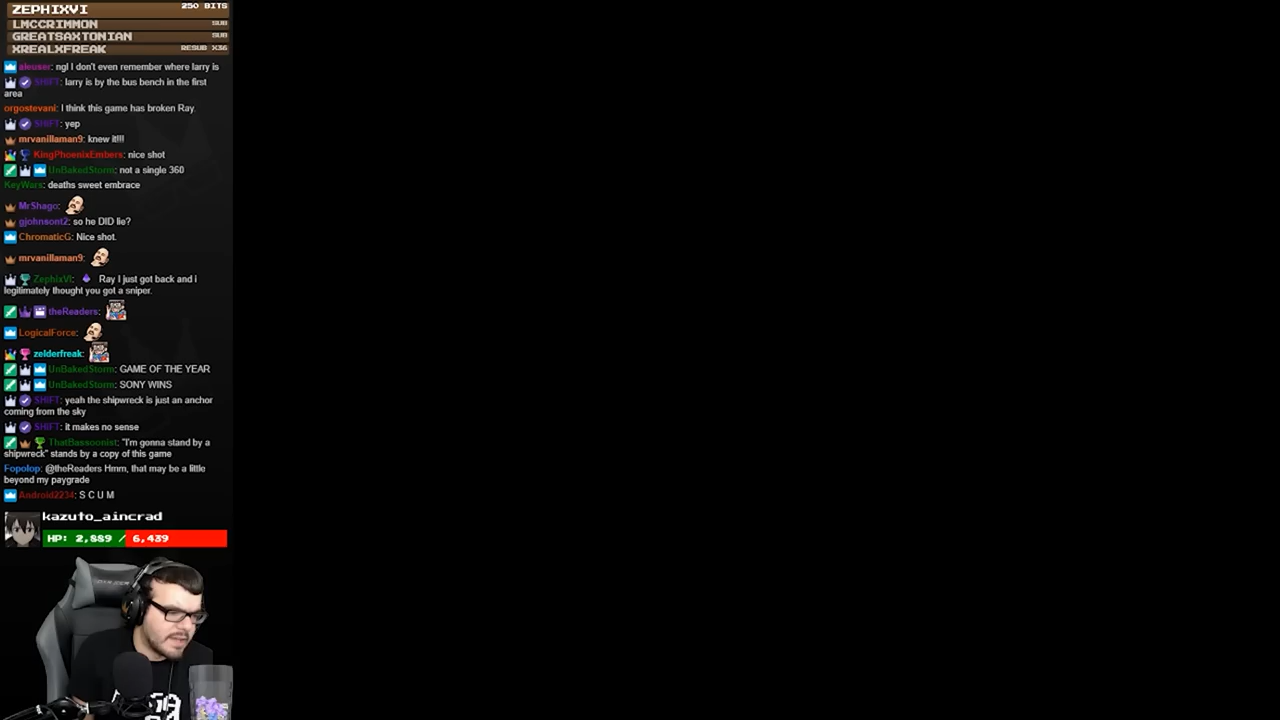 ZEPHIXVI 250 BITS
LMCCRIMMON SUB
GREATSAXTONIAN SUB
XREALXFREAK RESUB X36
aleuser: ngl I don't even remember where larry is
SHIFT: larry is by the bus bench in the first
area
orgostevani: I think this game has broken Ray.
SHIFT: yep
mrvanillaman9: knew it!!!
KingPhoenixEmbers: nice shot
UnBakedStorm: not a single 360
KeyWars: deaths sweet embrace
MrShago:
gjohnsont2: so he DID lie?
ChromaticG: Nice shot.
mrvanillaman9:
ZephixVI: Ray I just got back and i
legitimately thought you got a sniper.
theReaders:
LogicalForce:
zelderfreak:
UnBakedStorm: GAME OF THE YEAR
UnBakedStorm: SONY WINS
SHIFT: yeah the shipwreck is just an anchor
coming from the sky
SHIFT: it makes no sense
ThatBassoonist: "I'm gonna stand by a
shipwreck" stands by a copy of this game
Fopolop: @theReaders Hmm, that may be a little
beyond my paygrade
Android2234: S C U M
kazuto_aincrad
HP: 2,889 / 6,439